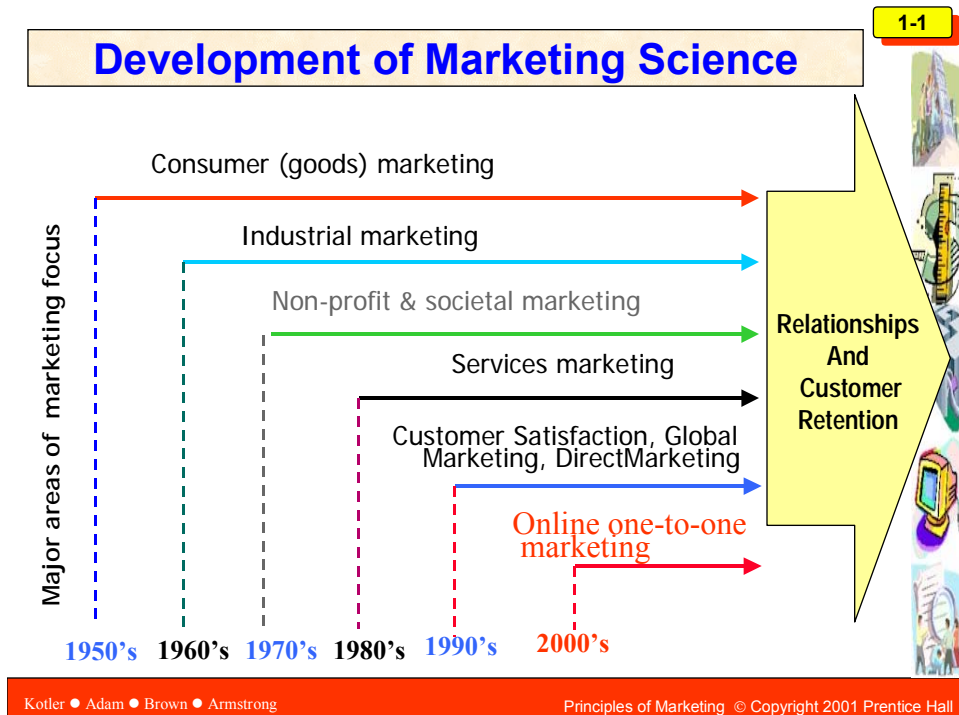 1-1
Development of Marketing Science
Consumer (goods) marketing
Industrial marketing
Non-profit & societal marketing
Services marketing
Customer Satisfaction, Global
Marketing, DirectMarketing
Online one-to-one
marketing
Major areas of marketing focus
Relationships
And
Customer
Retention
1950’s 1960’s 1970’s 1980’s 1990’s 2000’s
Kotler ● Adam ● Brown ● Armstrong
Principles of Marketing © Copyright 2001 Prentice Hall